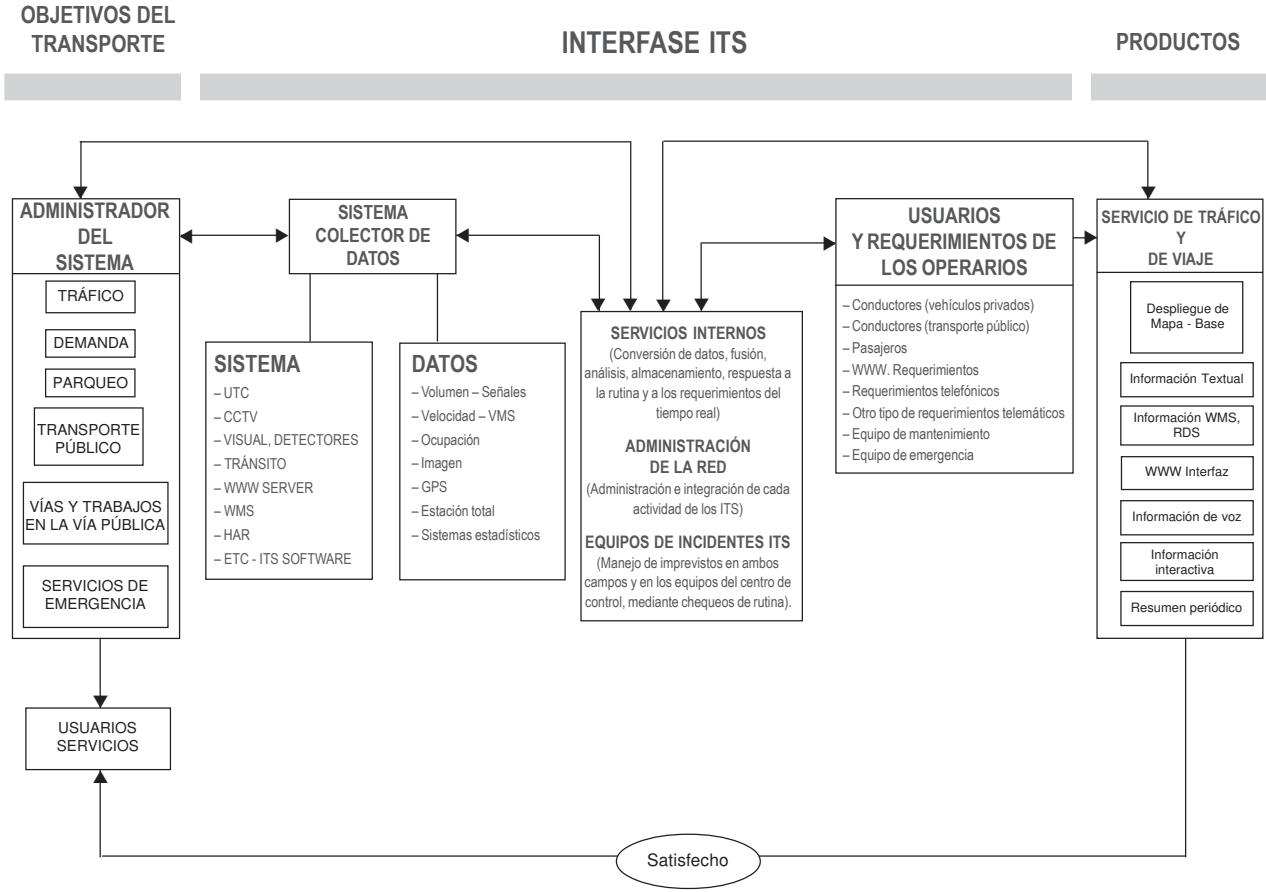 OBJETIVOS DEL
TRANSPORTE
INTERFASE ITS
PRODUCTOS
ADMINISTRADOR
DEL
SISTEMA
TRÁFICO
DEMANDA
PARQUEO
TRANSPORTE
PÚBLICO
VÍAS Y TRABAJOS
EN LA VÍA PÚBLICA
SERVICIOS DE
EMERGENCIA
USUARIOS
SERVICIOS
SISTEMA
COLECTOR DE
DATOS
SISTEMA
– UTC
– CCTV
– VISUAL, DETECTORES
– TRÁNSITO
– WWW SERVER
– WMS
– HAR
– ETC - ITS SOFTWARE
DATOS
– Volumen – Señales
– Velocidad – VMS
– Ocupación
– Imagen
– GPS
– Estación total
– Sistemas estadísticos
SERVICIOS INTERNOS
(Conversión de datos, fusión,
análisis, almacenamiento, respuesta a
la rutina y a los requerimientos del
tiempo real)
ADMINISTRACIÓN
DE LA RED
(Administración e integración de cada
actividad de los ITS)
EQUIPOS DE INCIDENTES ITS
(Manejo de imprevistos en ambos
campos y en los equipos del centro de
control, mediante chequeos de rutina).
USUARIOS
Y REQUERIMIENTOS DE
LOS OPERARIOS
– Conductores (vehículos privados)
– Conductores (transporte público)
– Pasajeros
– WWW. Requerimientos
– Requerimientos telefónicos
– Otro tipo de requerimientos telemáticos
– Equipo de mantenimiento
– Equipo de emergencia
SERVICIO DE TRÁFICO
Y
DE VIAJE
Despliegue de
Mapa - Base
Información Textual
Información WMS,
RDS
WWW Interfaz
Información de voz
Información
interactiva
Resumen periódico
Satisfecho